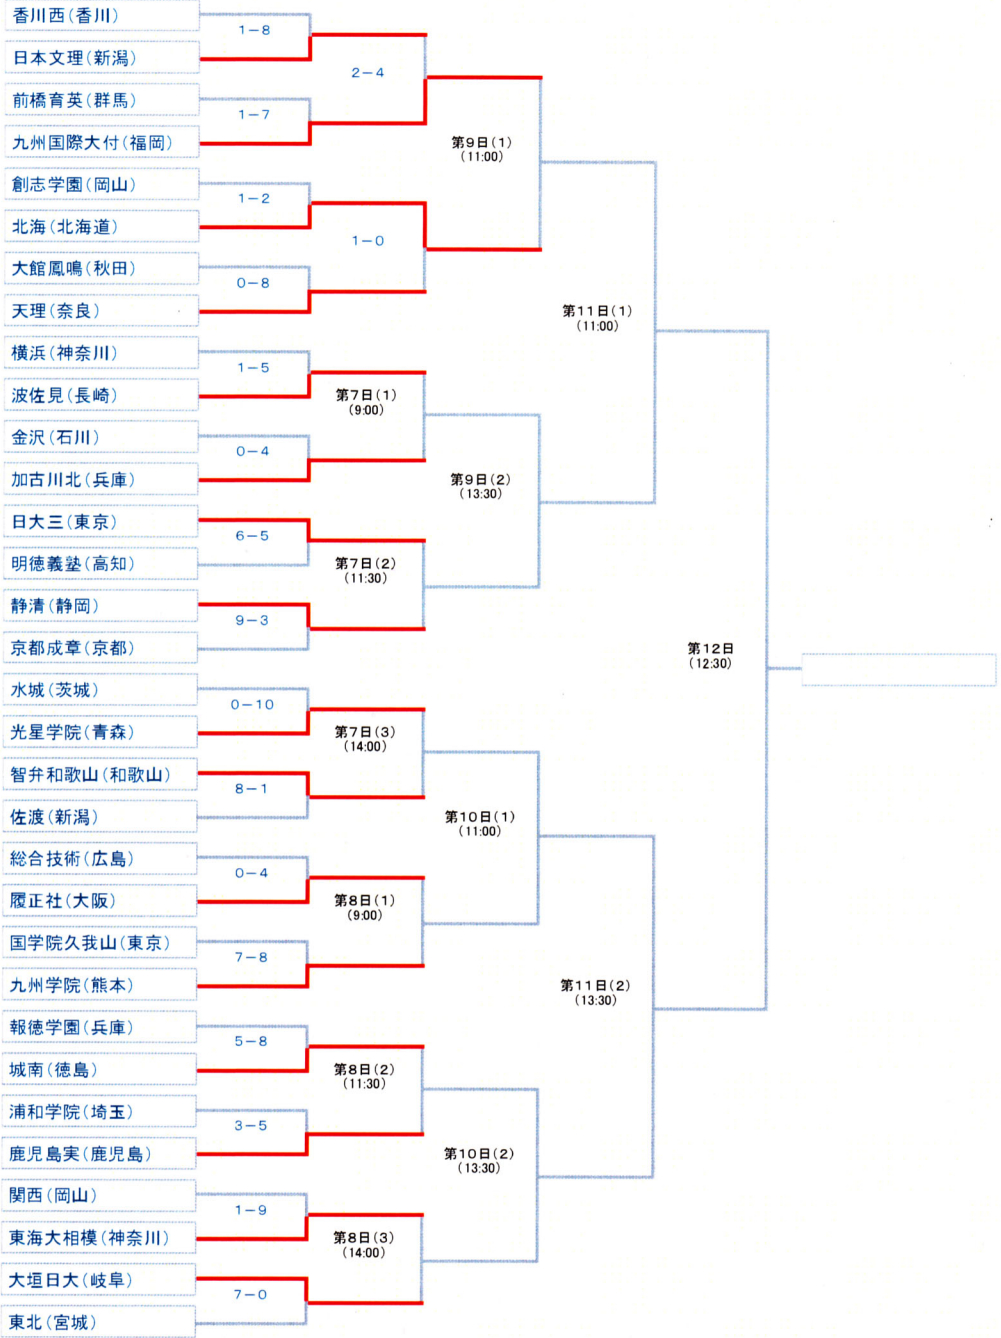 香川西(香川)
1－8
日本文理(新潟)
2－4
前橋育英(群馬)
1－7
九州国際大付(福岡)
第9日(1)
(11:00)
創志学園(岡山)
1－2
北海(北海道)
1－0
大館鳳鳴(秋田)
0－8
天理(奈良)
第11日(1)
(11:00)
横浜(神奈川)
1－5
波佐見(長崎)
第7日(1)
(9:00)
金沢(石川)
0－4
加古川北(兵庫)
第9日(2)
(13:30)
日大三(東京)
6－5
明徳義塾(高知)
第7日(2)
(11:30)
静清(静岡)
9－3
京都成章(京都)
第12日
(12:30)
水城(茨城)
0－10
光星学院(青森)
第7日(3)
(14:00)
智弁和歌山(和歌山)
8－1
佐渡(新潟)
第10日(1)
(11:00)
総合技術(広島)
0－4
履正社(大阪)
第8日(1)
(9:00)
国学院久我山(東京)
7－8
九州学院(熊本)
第11日(2)
(13:30)
報徳学園(兵庫)
5－8
城南(徳島)
第8日(2)
(11:30)
浦和学院(埼玉)
3－5
鹿児島実(鹿児島)
第10日(2)
(13:30)
関西(岡山)
1－9
東海大相模(神奈川)
第8日(3)
(14:00)
大垣日大(岐阜)
7－0
東北(宮城)